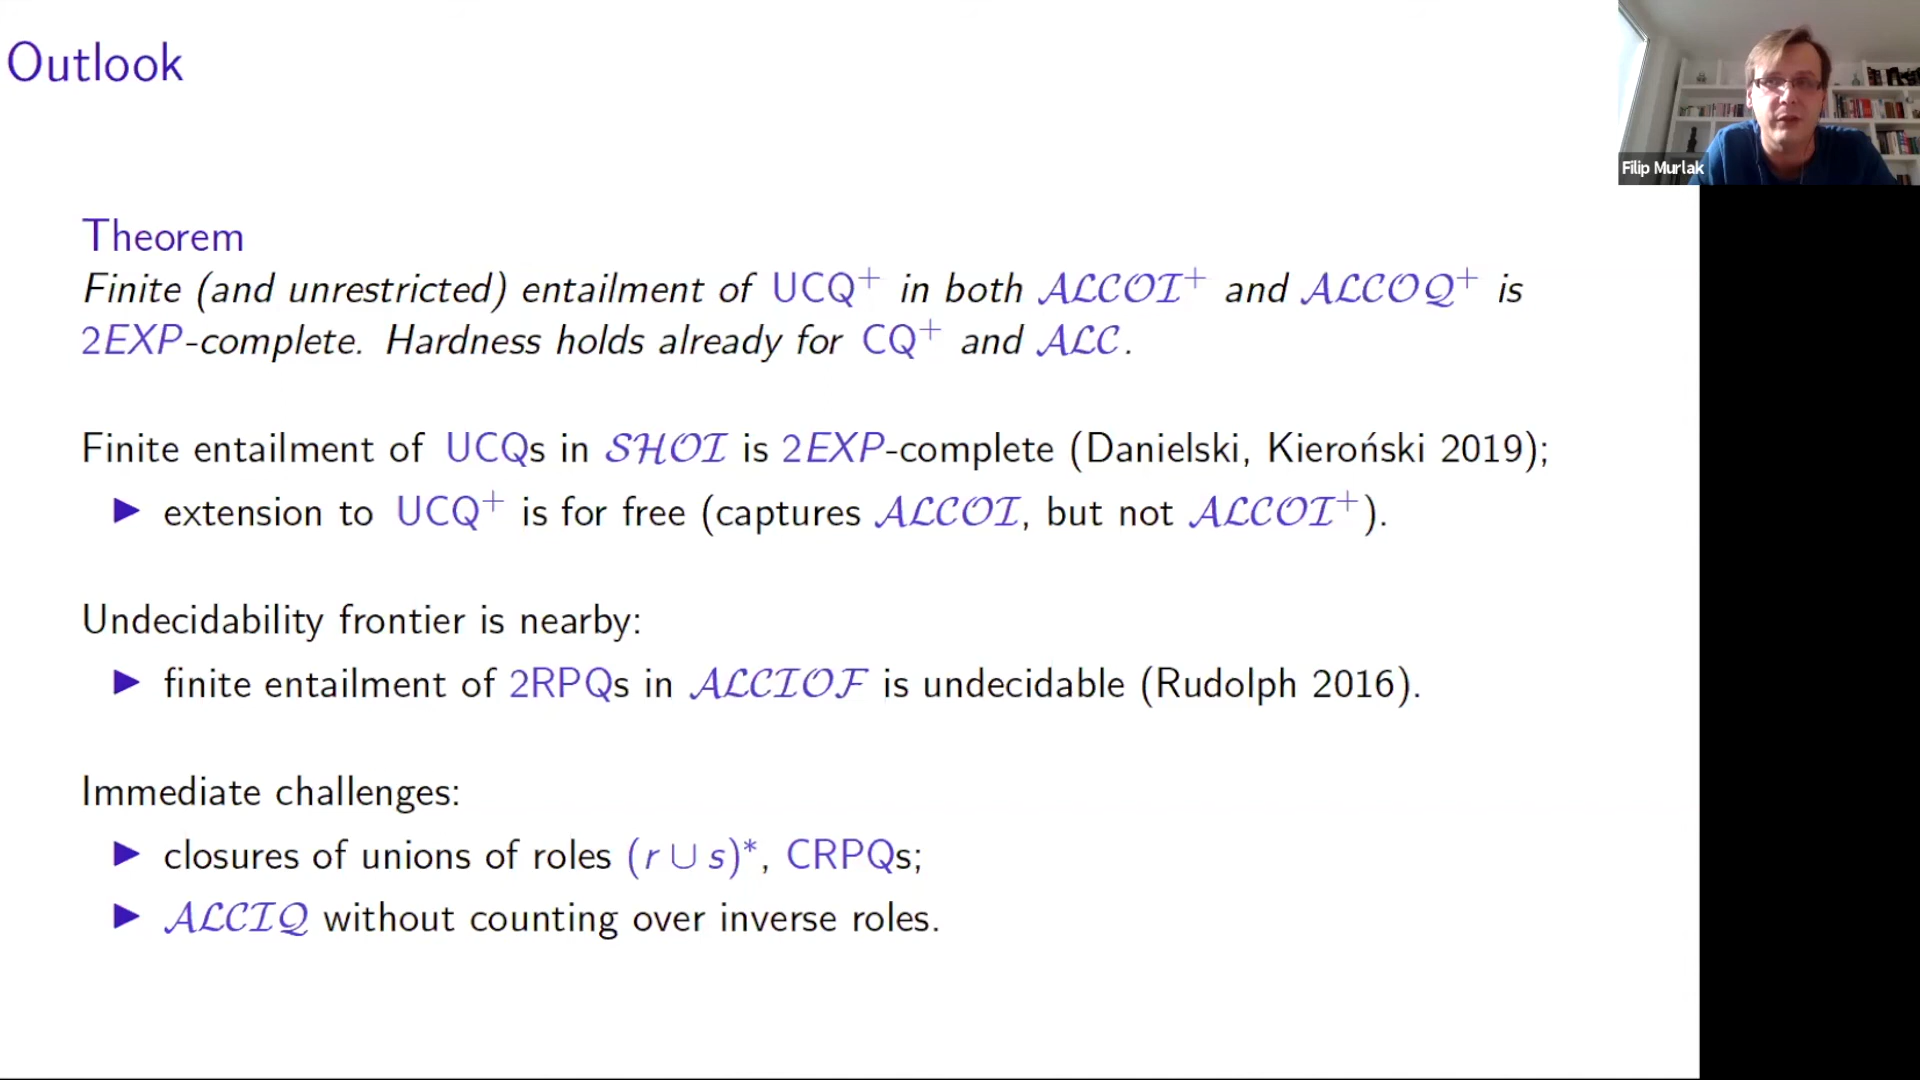 Outlook
Filip Murlak
Theorem
Finite (and unrestricted) entailment of UCQ⁺ in both 𝒜ℒ𝒞𝒪ℐ⁺ and 𝒜ℒ𝒞𝒪𝒬⁺ is
2EXP-complete. Hardness holds already for CQ⁺ and 𝒜ℒ𝒞.
Finite entailment of UCQs in 𝒮ℋ𝒪ℐ is 2EXP-complete (Danielski, Kieroński 2019);
▶ extension to UCQ⁺ is for free (captures 𝒜ℒ𝒞𝒪ℐ, but not 𝒜ℒ𝒞𝒪ℐ⁺).
Undecidability frontier is nearby:
▶ finite entailment of 2RPQs in 𝒜ℒ𝒞ℐ𝒪ℱ is undecidable (Rudolph 2016).
Immediate challenges:
▶ closures of unions of roles (r ∪ s)*, CRPQs;
▶ 𝒜ℒ𝒞ℐ𝒬 without counting over inverse roles.